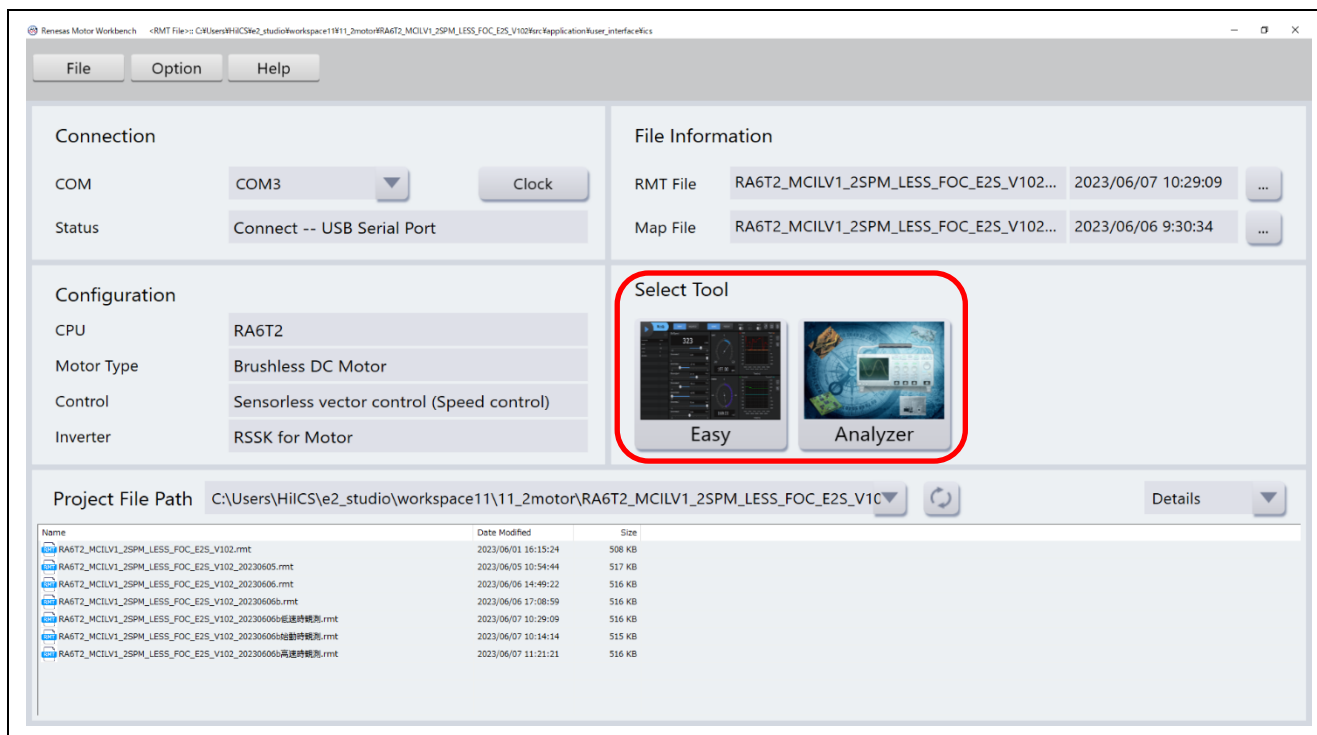 Renesas Motor Workbench <RMT File>:: C:¥Users¥HiICS¥e2_studio¥workspace11¥11_2motor¥RA6T2_MCILV1_2SPM_LESS_FOC_E2S_V102¥src¥application¥user_interface¥ics
File Option Help
Connection
COM COM3 Clock
Status Connect -- USB Serial Port
File Information
RMT File RA6T2_MCILV1_2SPM_LESS_FOC_E2S_V102... 2023/06/07 10:29:09 ...
Map File RA6T2_MCILV1_2SPM_LESS_FOC_E2S_V102... 2023/06/06 9:30:34 ...
Configuration
CPU RA6T2
Motor Type Brushless DC Motor
Control Sensorless vector control (Speed control)
Inverter RSSK for Motor
Select Tool
323
Easy Analyzer
Project File Path C:\Users\HiICS\e2_studio\workspace11\11_2motor\RA6T2_MCILV1_2SPM_LESS_FOC_E2S_V10 Details
Name Date Modified Size
RA6T2_MCILV1_2SPM_LESS_FOC_E2S_V102.rmt 2023/06/01 16:15:24 508 KB
RA6T2_MCILV1_2SPM_LESS_FOC_E2S_V102_20230605.rmt 2023/06/05 10:54:44 517 KB
RA6T2_MCILV1_2SPM_LESS_FOC_E2S_V102_20230606.rmt 2023/06/06 14:49:22 516 KB
RA6T2_MCILV1_2SPM_LESS_FOC_E2S_V102_20230606b.rmt 2023/06/06 17:08:59 516 KB
RA6T2_MCILV1_2SPM_LESS_FOC_E2S_V102_20230606b低速時観測.rmt 2023/06/07 10:29:09 516 KB
RA6T2_MCILV1_2SPM_LESS_FOC_E2S_V102_20230606b始動時観測.rmt 2023/06/07 10:14:14 515 KB
RA6T2_MCILV1_2SPM_LESS_FOC_E2S_V102_20230606b高速時観測.rmt 2023/06/07 11:21:21 516 KB